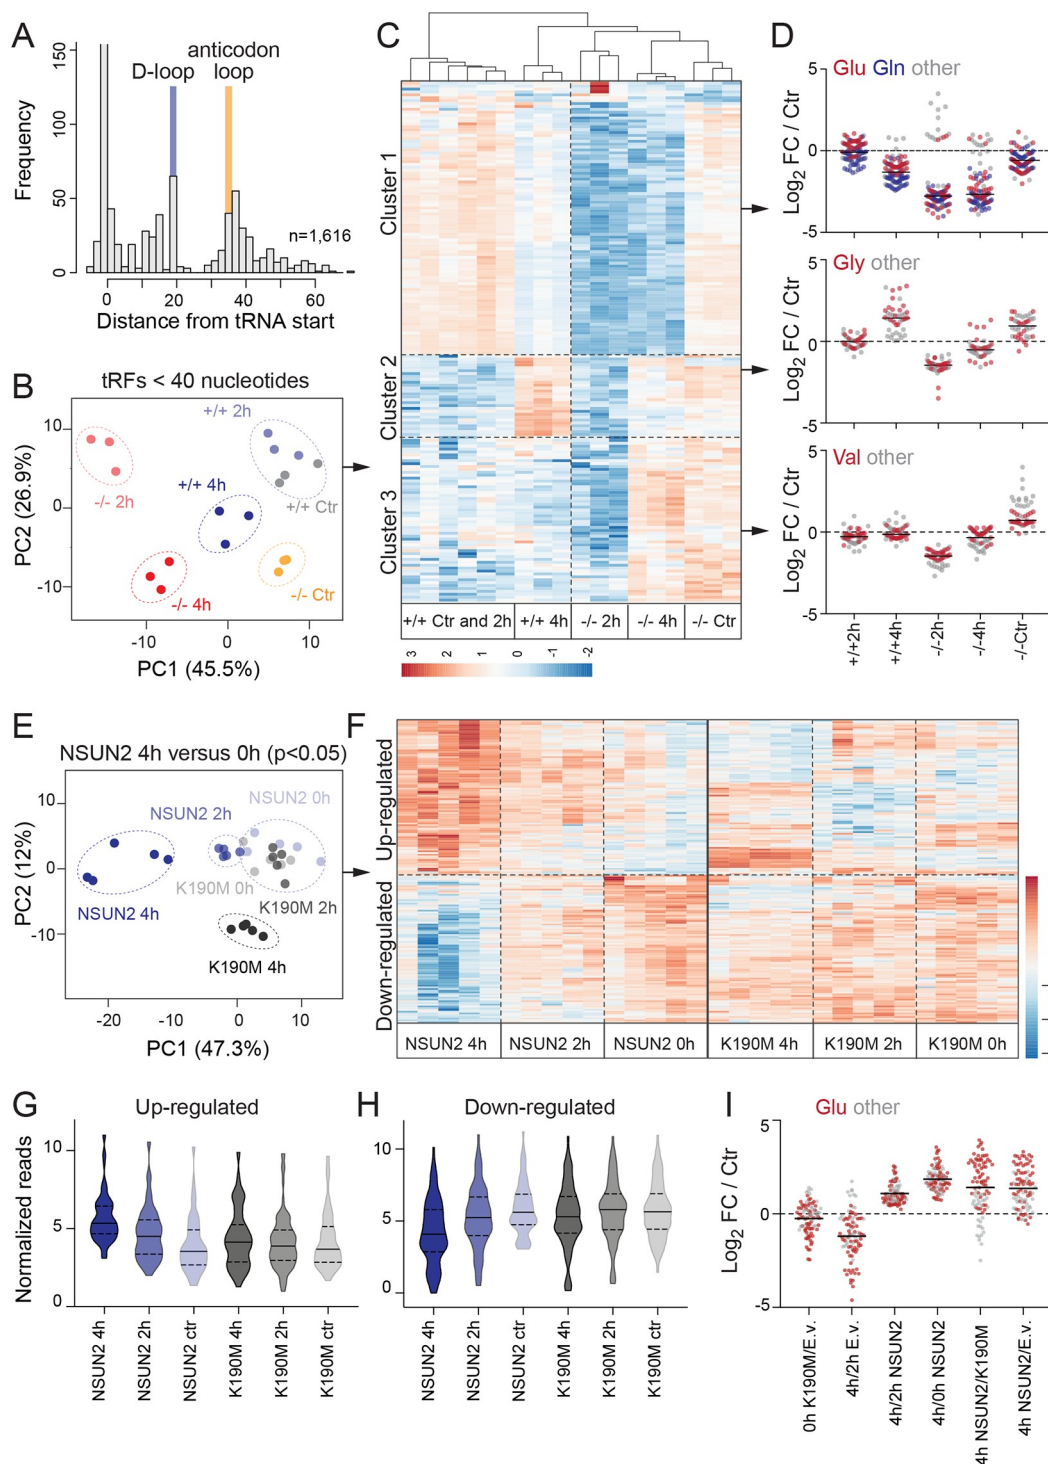 A
150
100
50
0
Frequency
D-loop
anticodon
loop
n=1,616
0 20 40 60
Distance from tRNA start
B
tRFs < 40 nucleotides
+/+ 2h
+/+ 4h
-/- 2h
+/+ Ctr
-/- 4h
-/- Ctr
10
0
-10
PC2 (26.9%)
-10 0 10
PC1 (45.5%)
C
Cluster 1
Cluster 2
Cluster 3
+/+ Ctr and 2h +/+ 4h -/- 2h -/- 4h -/- Ctr
3 2 1 0 -1 -2
D
Glu Gln other
5
0
-5
Log2 FC / Ctr
Gly other
5
0
-5
Log2 FC / Ctr
Val other
5
0
-5
Log2 FC / Ctr
+/+2h +/+4h -/-2h -/-4h -/-Ctr
E
NSUN2 4h versus 0h (p<0.05)
NSUN2 0h
NSUN2 2h
K190M 0h
K190M 2h
NSUN2 4h
K190M 4h
10
0
-10
PC2 (12%)
-20 -10 0 10
PC1 (47.3%)
F
Up-regulated
Down-regulated
NSUN2 4h NSUN2 2h NSUN2 0h K190M 4h K190M 2h K190M 0h
G
Up-regulated
10
5
0
Normalized reads
NSUN2 4h NSUN2 2h NSUN2 ctr K190M 4h K190M 2h K190M ctr
H
Down-regulated
10
5
0
NSUN2 4h NSUN2 2h NSUN2 ctr K190M 4h K190M 2h K190M ctr
I
Glu other
5
0
-5
Log2 FC / Ctr
0h K190M/E.v. 4h/2h E.v. 4h/2h NSUN2 4h/0h NSUN2 4h NSUN2/K190M 4h NSUN2/E.v.